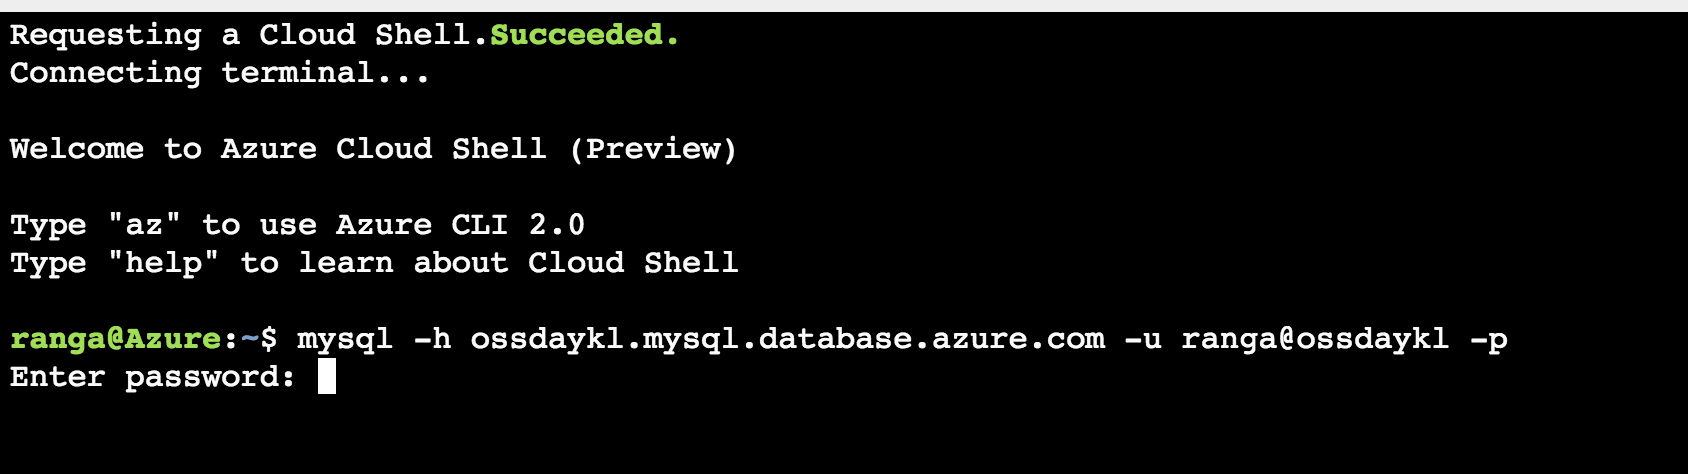 Requesting a Cloud Shell.Succeeded.
Connecting terminal...
Welcome to Azure Cloud Shell (Preview)
Type "az" to use Azure CLI 2.0
Type "help" to learn about Cloud Shell
ranga@Azure:~$ mysql -h ossdaykl.mysql.database.azure.com -u ranga@ossdaykl -p
Enter password: